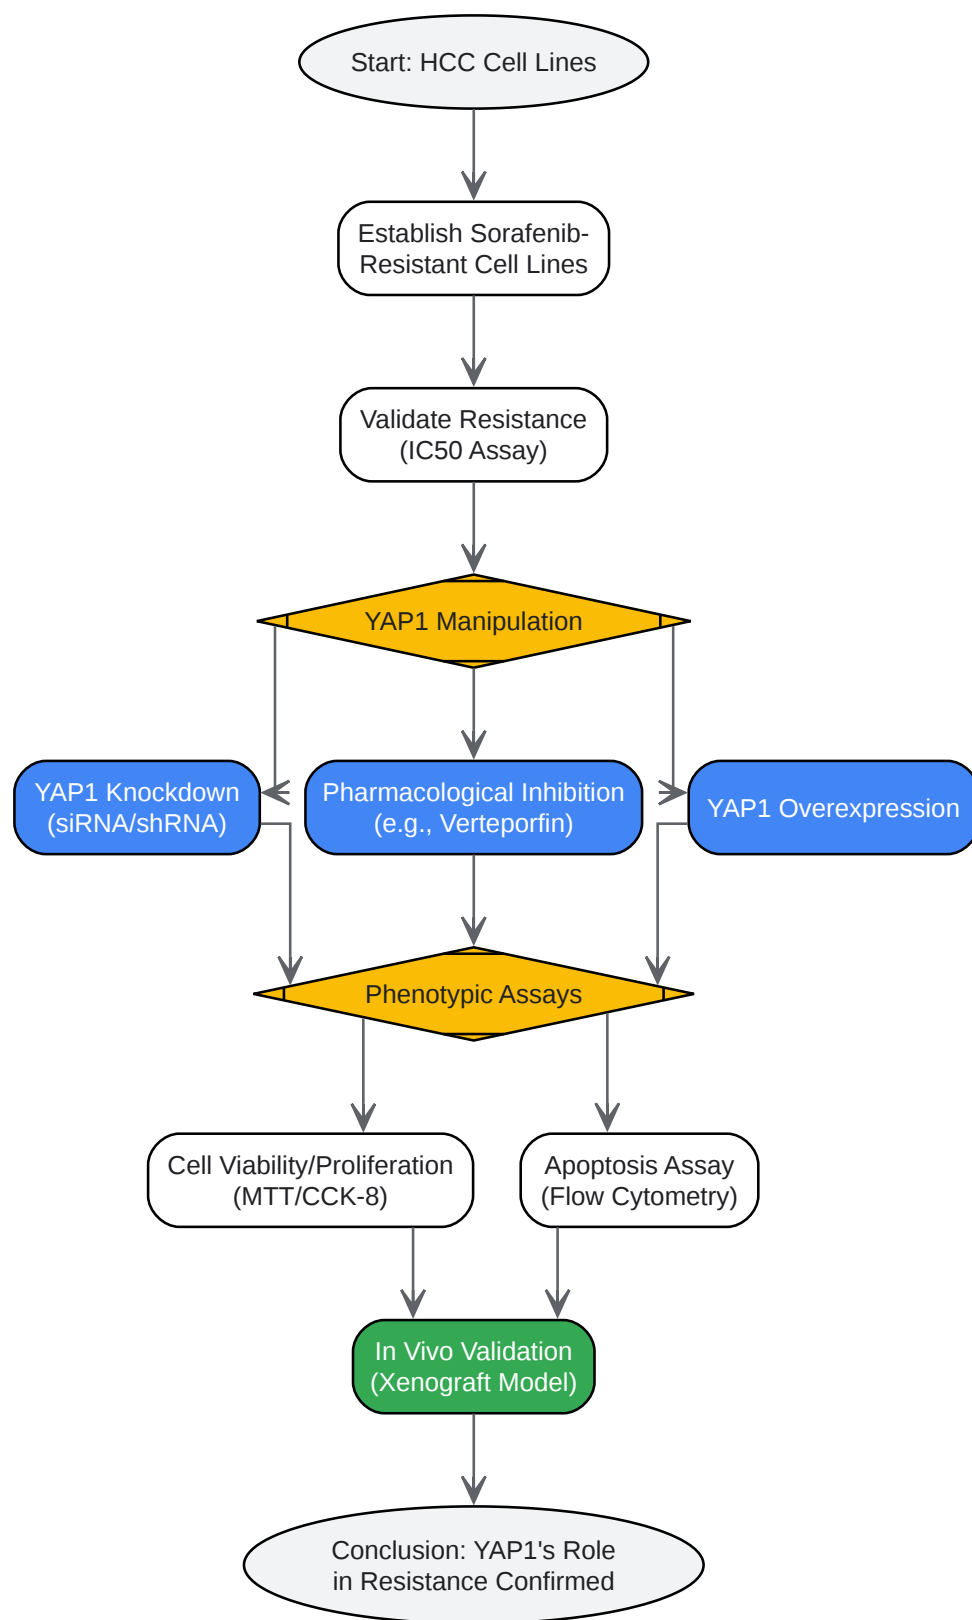 Start: HCC Cell Lines
Establish Sorafenib-
Resistant Cell Lines
Validate Resistance
(IC50 Assay)
YAP1 Manipulation
YAP1 Knockdown
(siRNA/shRNA)
Pharmacological Inhibition
(e.g., Verteporfin)
YAP1 Overexpression
Phenotypic Assays
Cell Viability/Proliferation
(MTT/CCK-8)
Apoptosis Assay
(Flow Cytometry)
In Vivo Validation
(Xenograft Model)
Conclusion: YAP1's Role
in Resistance Confirmed